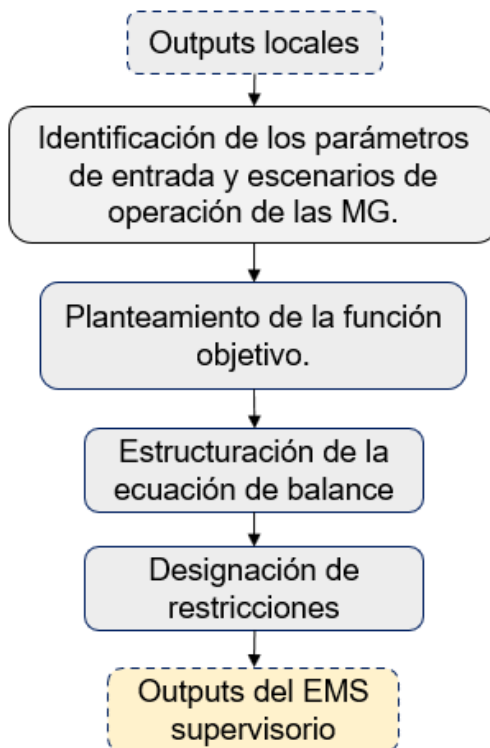 Outputs locales
Identificación de los parámetros
de entrada y escenarios de
operación de las MG.
Planteamiento de la función
objetivo.
Estructuración de la
ecuación de balance
Designación de
restricciones
Outputs del EMS
supervisorio